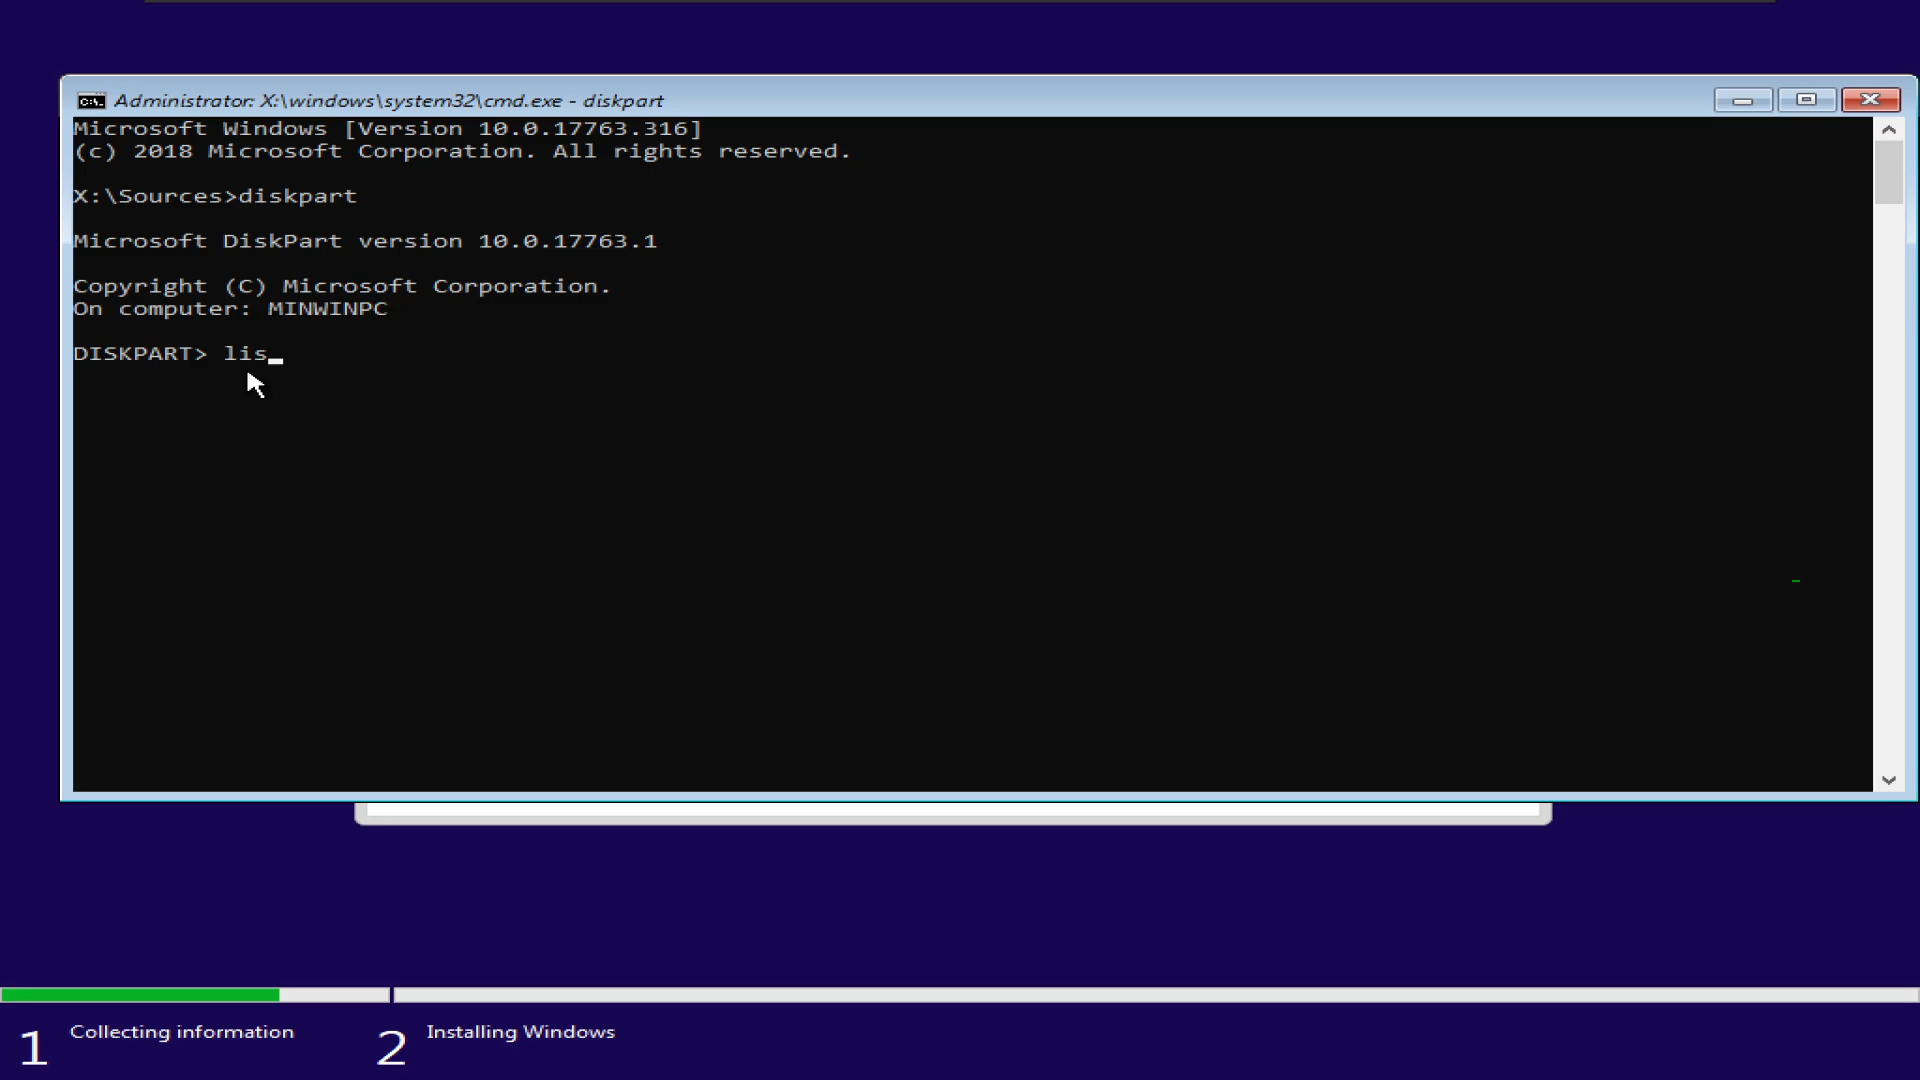 Administrator: X:\windows\system32\cmd.exe - diskpart
Microsoft Windows [Version 10.0.17763.316]
(c) 2018 Microsoft Corporation. All rights reserved.
X:\Sources>diskpart
Microsoft DiskPart version 10.0.17763.1
Copyright (C) Microsoft Corporation.
On computer: MINWINPC
DISKPART> lis_
1 Collecting information 2 Installing Windows